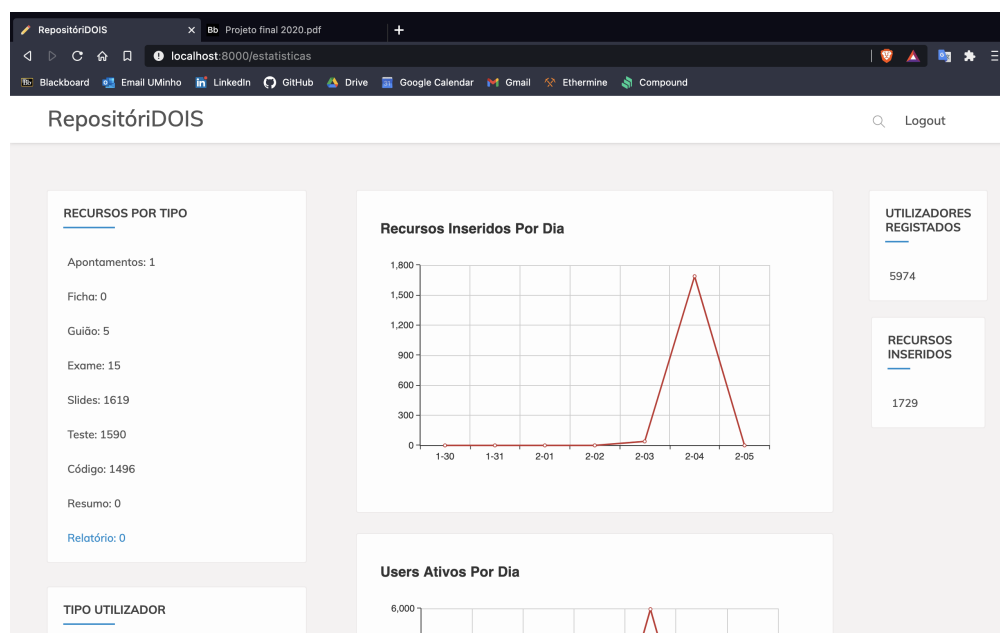 RepositóriDOIS
Bb Projeto final 2020.pdf
localhost:8000/estatisticas
Bb Blackboard Email UMinho LinkedIn GitHub Drive Google Calendar Gmail Ethermine Compound
RepositóriDOIS
Logout
RECURSOS POR TIPO
Apontamentos: 1
Ficha: 0
Guião: 5
Exame: 15
Slides: 1619
Teste: 1590
Código: 1496
Resumo: 0
Relatório: 0
TIPO UTILIZADOR
Recursos Inseridos Por Dia
1,800
1,500
1,200
900
600
300
0
1-30 1-31 2-01 2-02 2-03 2-04 2-05
Users Ativos Por Dia
6,000
UTILIZADORES
REGISTADOS
5974
RECURSOS
INSERIDOS
1729